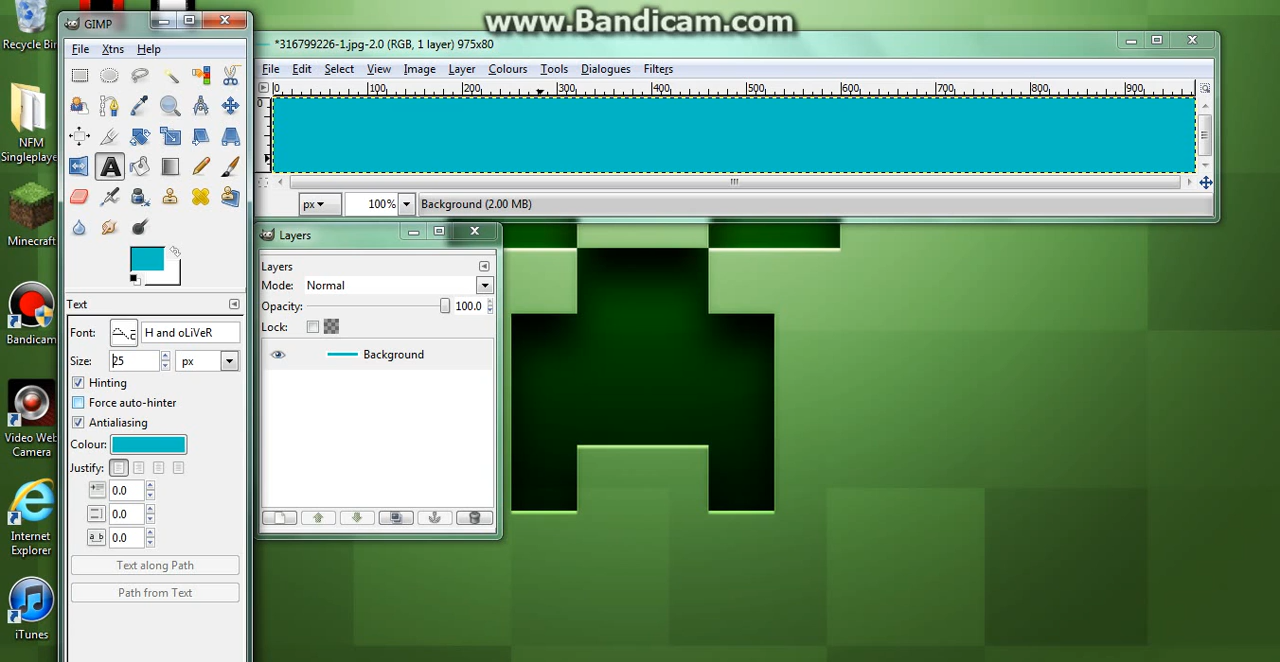 www.Bandicam.com
Recycle Bin
NFM
Singleplaye
Minecraft
Bandicam
Video Web
Camera
Internet
Explorer
iTunes
GIMP
File Xtns Help
Text
Font: H and oLiVeR
Size: 25 px
Hinting
Force auto-hinter
Antialiasing
Colour:
Justify:
0.0
0.0
a_b 0.0
Text along Path
Path from Text
*316799226-1.jpg-2.0 (RGB, 1 layer) 975x80
File Edit Select View Image Layer Colours Tools Dialogues Filters
0 100 200 300 400 500 600 700 800 900
0
px 100% Background (2.00 MB)
Layers
Layers
Mode: Normal
Opacity: 100.0
Lock:
Background